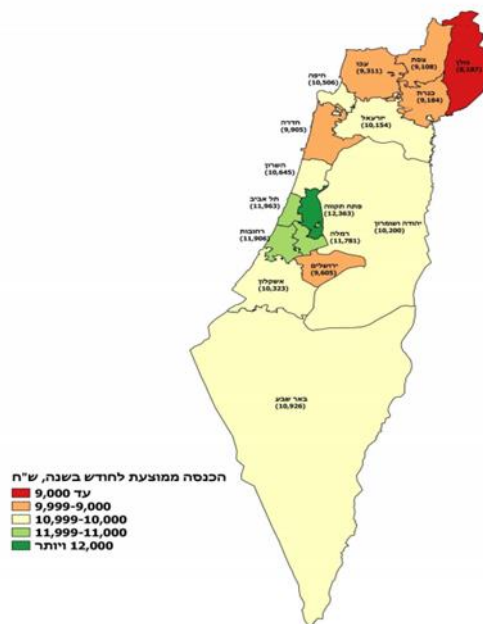 גולן
(8,187)
צפת
(9,108)
עכו
(9,311)
כנרת
(9,184)
חיפה
(10,506)
יזרעאל
(10,154)
חדרה
(9,905)
השרון
(10,645)
תל אביב
(11,963)
פתח תקווה
(12,363)
יהודה ושומרון
(10,200)
רחובות
(11,906)
רמלה
(11,781)
ירושלים
(9,605)
אשקלון
(10,323)
באר שבע
(10,926)
הכנסה ממוצעת לחודש בשנה, ש"ח
עד 9,000
9,999-9,000
10,999-10,000
11,999-11,000
12,000 ויותר